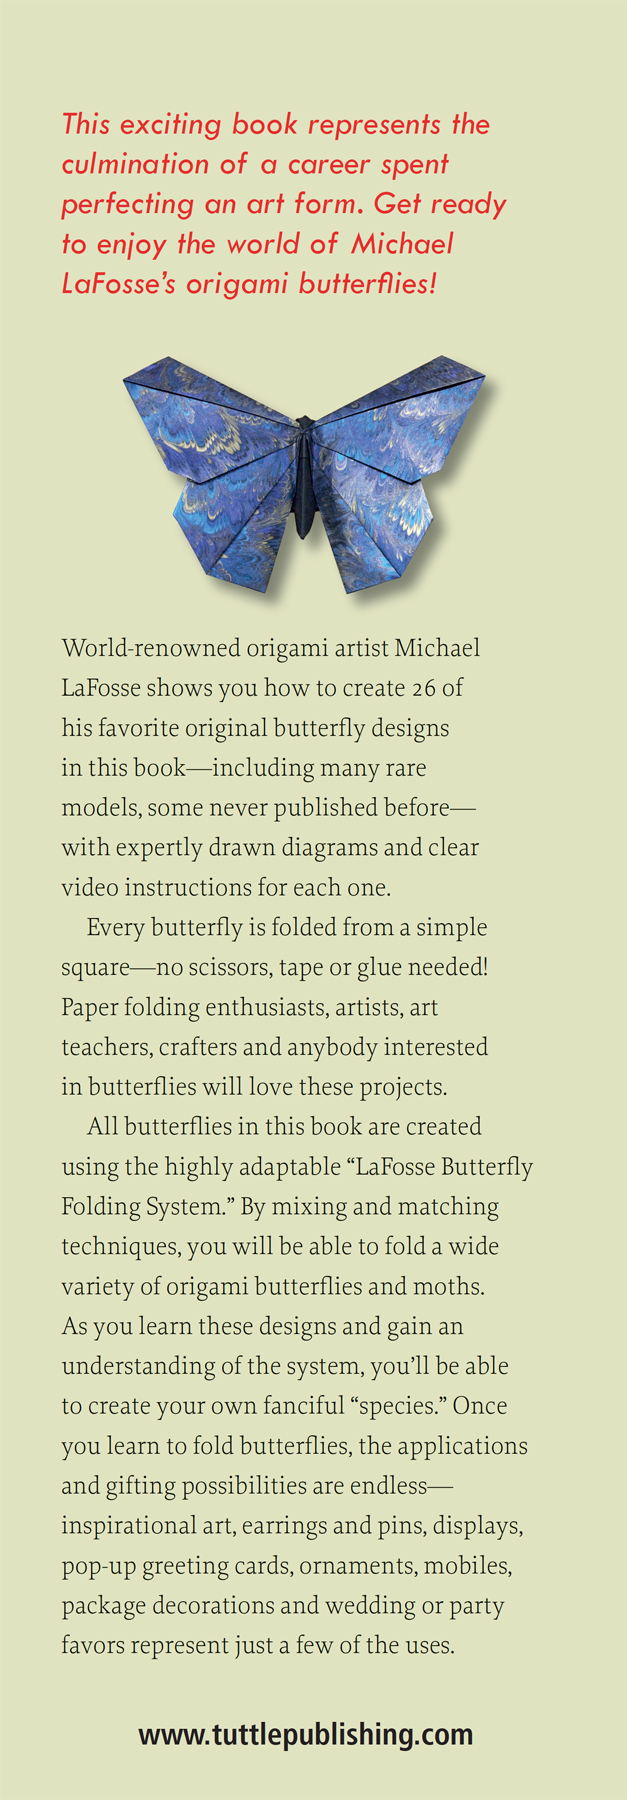 This exciting book represents the
culmination of a career spent
perfecting an art form. Get ready
to enjoy the world of Michael
LaFosse’s origami butterflies!
World-renowned origami artist Michael
LaFosse shows you how to create 26 of
his favorite original butterfly designs
in this book—including many rare
models, some never published before—
with expertly drawn diagrams and clear
video instructions for each one.
Every butterfly is folded from a simple
square—no scissors, tape or glue needed!
Paper folding enthusiasts, artists, art
teachers, crafters and anybody interested
in butterflies will love these projects.
All butterflies in this book are created
using the highly adaptable “LaFosse Butterfly
Folding System.” By mixing and matching
techniques, you will be able to fold a wide
variety of origami butterflies and moths.
As you learn these designs and gain an
understanding of the system, you’ll be able
to create your own fanciful “species.” Once
you learn to fold butterflies, the applications
and gifting possibilities are endless—
inspirational art, earrings and pins, displays,
pop-up greeting cards, ornaments, mobiles,
package decorations and wedding or party
favors represent just a few of the uses.
www.tuttlepublishing.com